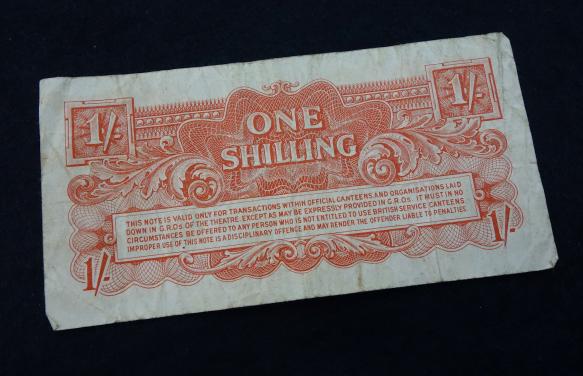 1/-
1/-
ONE
SHILLING
THIS NOTE IS VALID ONLY FOR TRANSACTIONS WITHIN OFFICIAL CANTEENS AND ORGANISATIONS LAID
DOWN IN G.R.Os OF THE THEATRE. EXCEPT AS MAY BE EXPRESSLY PROVIDED IN G.R.Os. IT MUST IN NO
CIRCUMSTANCES BE OFFERED TO ANY PERSON WHO IS NOT ENTITLED TO USE BRITISH SERVICE CANTEENS.
IMPROPER USE OF THIS NOTE IS A DISCIPLINARY OFFENCE AND MAY RENDER THE OFFENDER LIABLE TO PENALTIES
1/-
1/-